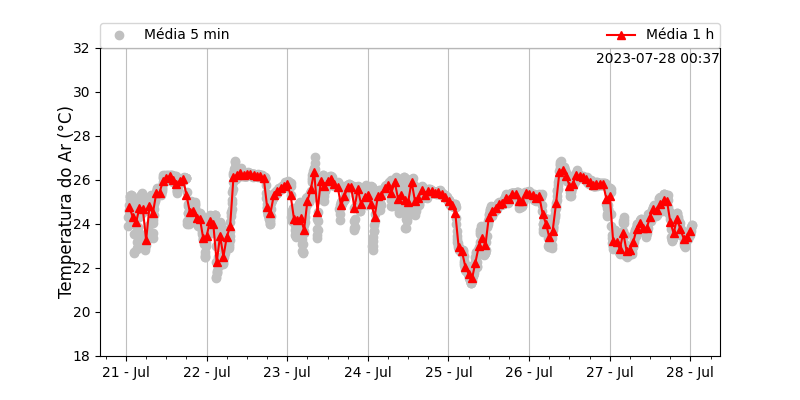 Média 5 min
Média 1 h
2023-07-28 00:37
Temperatura do Ar (°C)
32
30
28
26
24
22
20
18
21 - Jul
22 - Jul
23 - Jul
24 - Jul
25 - Jul
26 - Jul
27 - Jul
28 - Jul